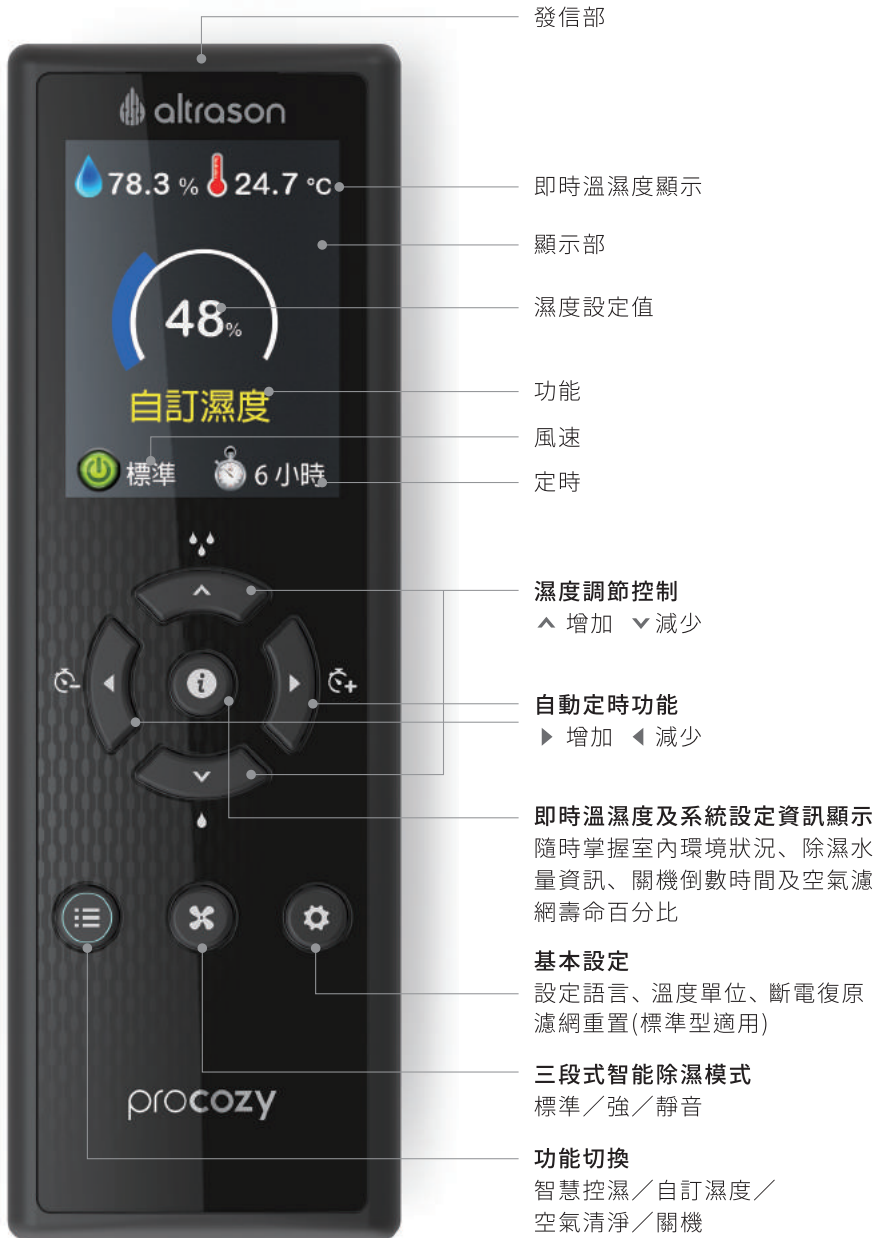 發信部
altrason
78.3 % 24.7 °C
即時溫濕度顯示
顯示部
48%
濕度設定值
自訂濕度
功能
風速
標準 6 小時
定時
濕度調節控制
增加 減少
自動定時功能
增加 減少
即時溫濕度及系統設定資訊顯示
隨時掌握室內環境狀況、除濕水
量資訊、關機倒數時間及空氣濾
網壽命百分比
基本設定
設定語言、溫度單位、斷電復原
濾網重置(標準型適用)
三段式智能除濕模式
標準／強／靜音
procozy
功能切換
智慧控濕／自訂濕度／
空氣清淨／關機